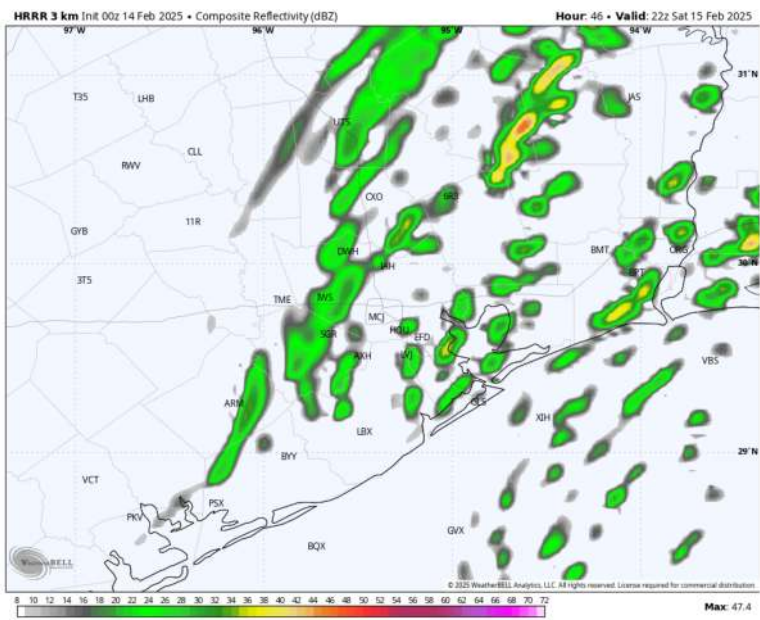 HRRR 3 km Init 00z 14 Feb 2025 • Composite Reflectivity (dBZ)
Hour: 46 • Valid: 22z Sat 15 Feb 2025
97°W 96°W 95°W 94°W
31°N
T35 LHB JAS
UTS
CLL
RWV
CXO 6R3
11R
GYB
DWH BMT ORG
30°N
IAH
3T5 BPT
TME IWS
MCJ
SGR HOU EFD
AXH LVJ VBS
ARM GLS
XIH
LBX
29°N
BYY
VCT
PSX
PKV
GVX
BQX
WEATHERBELL
© 2025 WeatherBELL Analytics, LLC. All rights reserved. License required for commercial distribution.
8 10 12 14 16 18 20 22 24 26 28 30 32 34 36 38 40 42 44 46 48 50 52 54 56 58 60 62 64 66 68 70 72
Max: 47.4